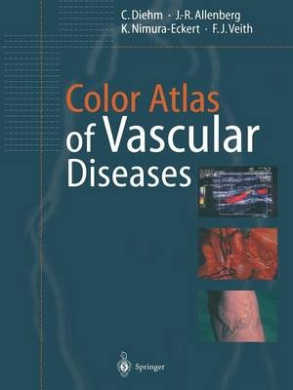 C. Diehm · J.-R. Allenberg
K. Nimura-Eckert · F. J. Veith
Color Atlas
of Vascular
Diseases
Springer